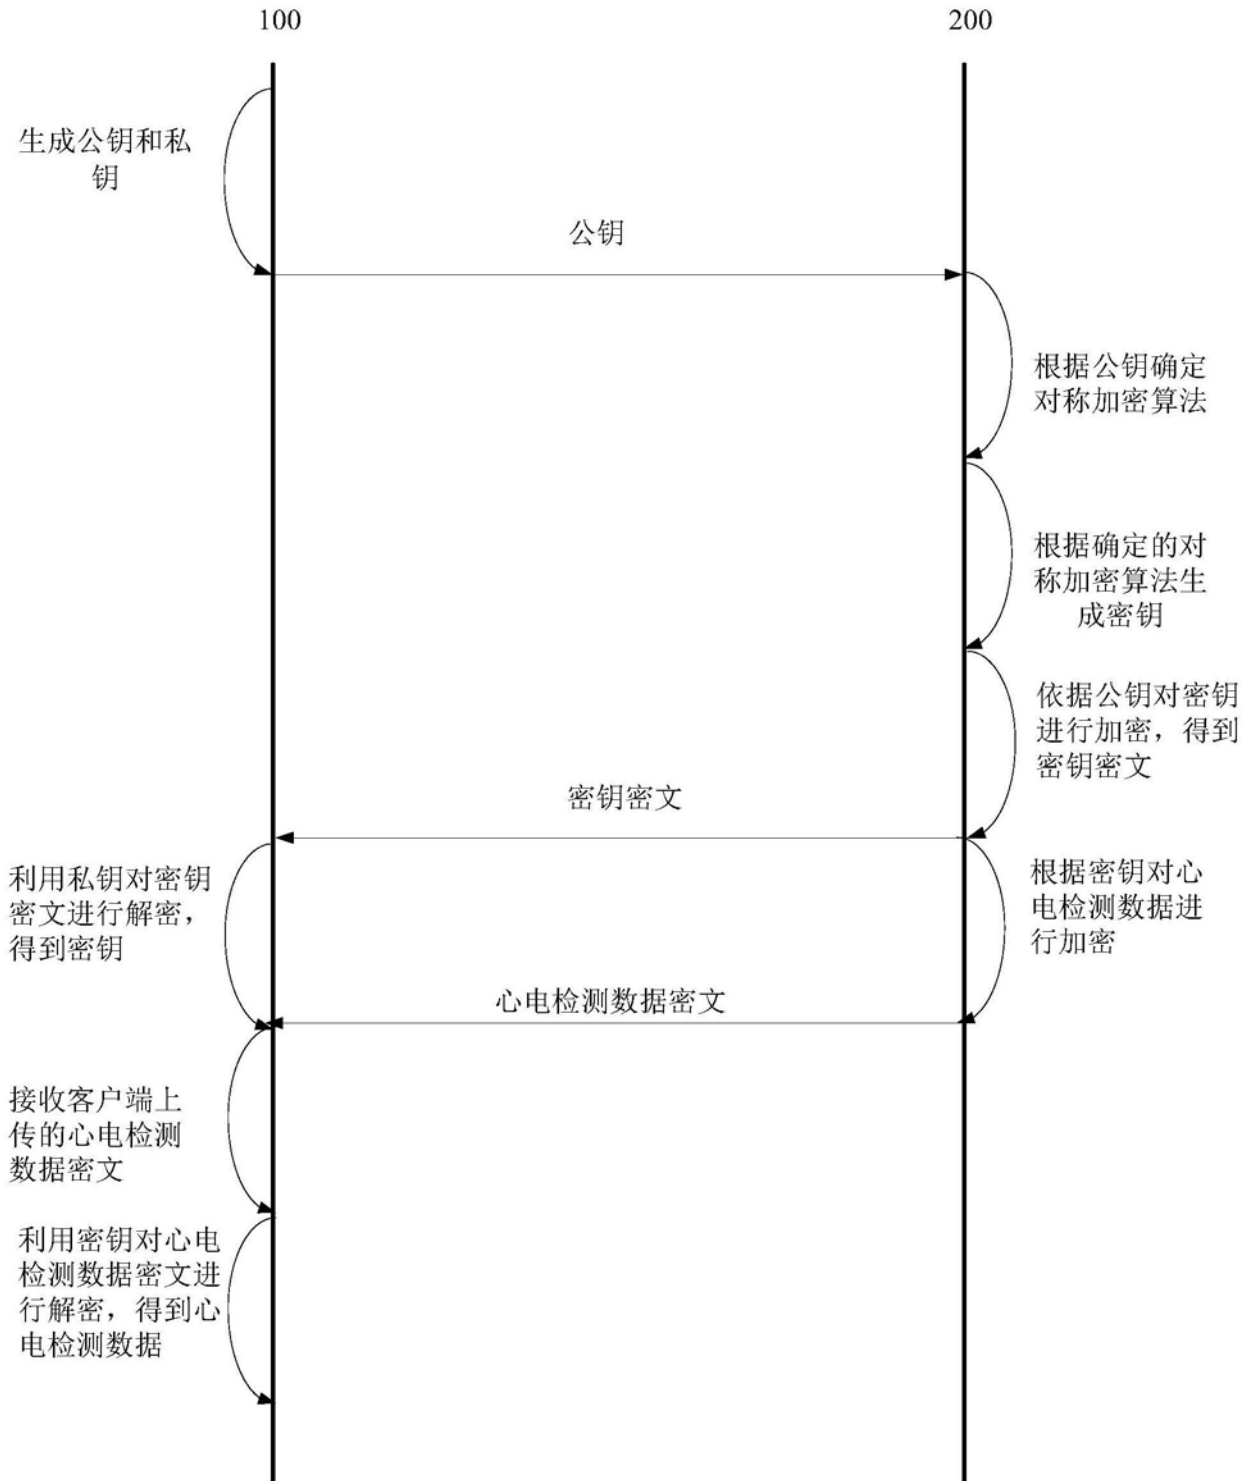 100
200
生成公钥和私
钥
公钥
根据公钥确定
对称加密算法
根据确定的对
称加密算法生
成密钥
依据公钥对密钥
进行加密，得到
密钥密文
密钥密文
利用私钥对密钥
密文进行解密，
得到密钥
根据密钥对心
电检测数据进
行加密
心电检测数据密文
接收客户端上
传的心电检测
数据密文
利用密钥对心电
检测数据密文进
行解密，得到心
电检测数据